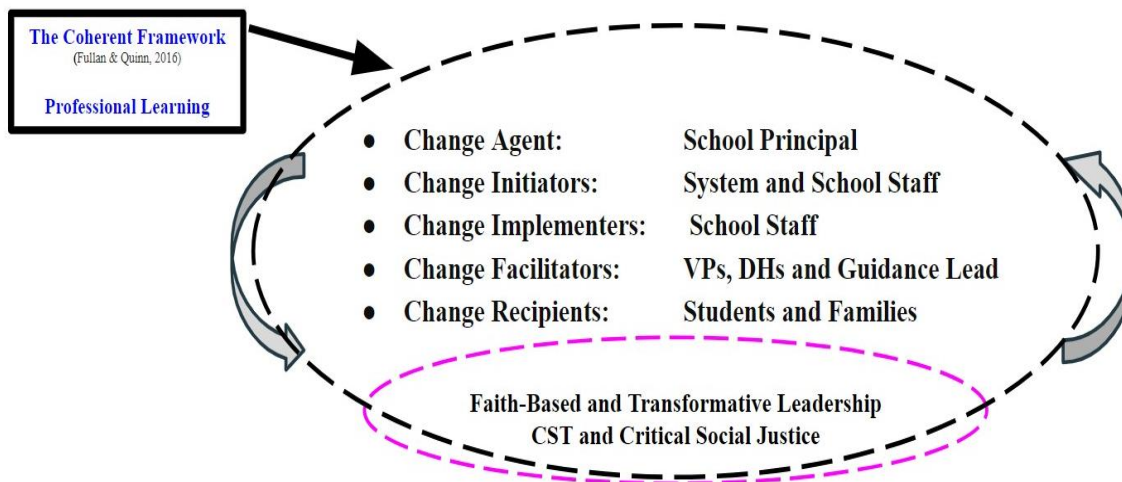 The Coherent Framework
(Fullan & Quinn, 2016)
Professional Learning
● Change Agent: School Principal
● Change Initiators: System and School Staff
● Change Implementers: School Staff
● Change Facilitators: VPs, DHs and Guidance Lead
● Change Recipients: Students and Families
Faith-Based and Transformative Leadership
CST and Critical Social Justice